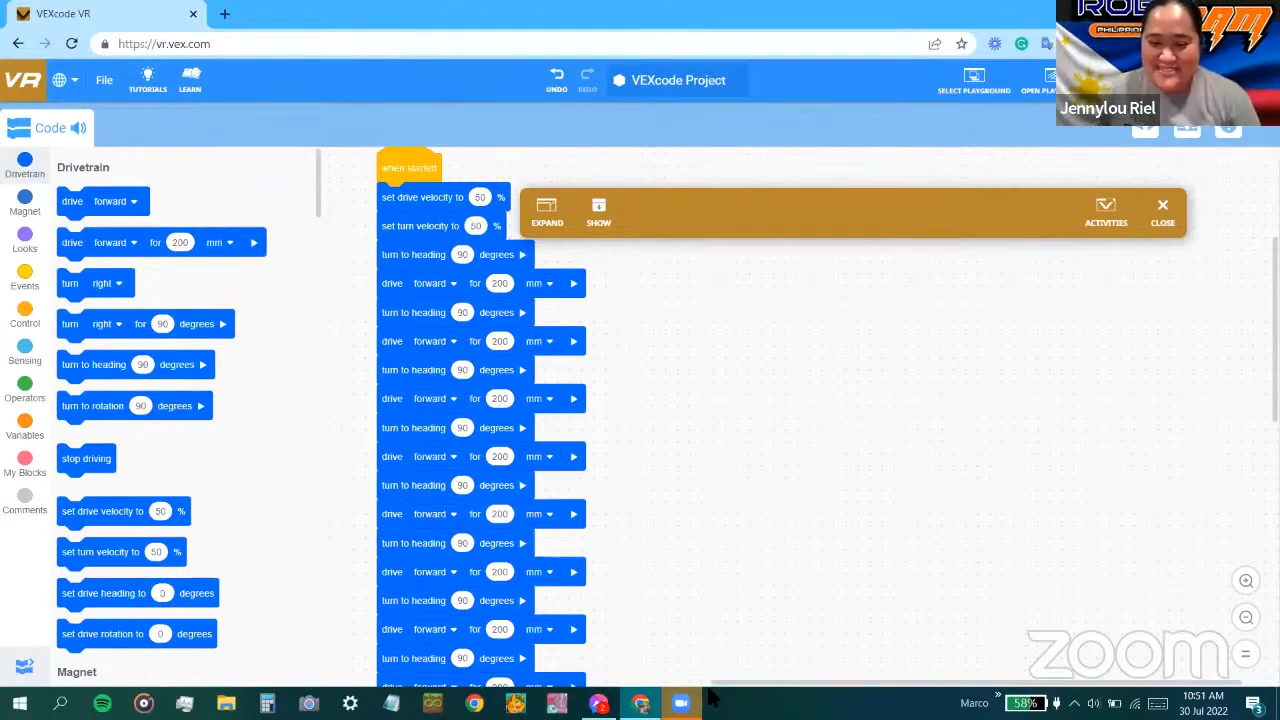 VEXcode VR
https://vr.vex.com
VR
File
TUTORIALS
LEARN
UNDO
REDO
VEXcode Project
SELECT PLAYGROUND
PHILIPPINE
Jennylou Riel
Code
Drivetrain
Magnet
Looks
Events
Control
Sensing
Operators
Variables
My Blocks
Comments
Drivetrain
drive forward
drive forward for 200 mm
turn right
turn right for 90 degrees
turn to heading 90 degrees
turn to rotation 90 degrees
stop driving
set drive velocity to 50 %
set turn velocity to 50 %
set drive heading to 0 degrees
set drive rotation to 0 degrees
Magnet
when started
set drive velocity to 50 %
set turn velocity to 50 %
turn to heading 90 degrees
drive forward for 200 mm
turn to heading 90 degrees
drive forward for 200 mm
turn to heading 90 degrees
drive forward for 200 mm
turn to heading 90 degrees
drive forward for 200 mm
turn to heading 90 degrees
drive forward for 200 mm
turn to heading 90 degrees
drive forward for 200 mm
turn to heading 90 degrees
drive forward for 200 mm
turn to heading 90 degrees
EXPAND
SHOW
ACTIVITIES
CLOSE
zoom
Marco
58%
10:51 AM
30 Jul 2022
3
2